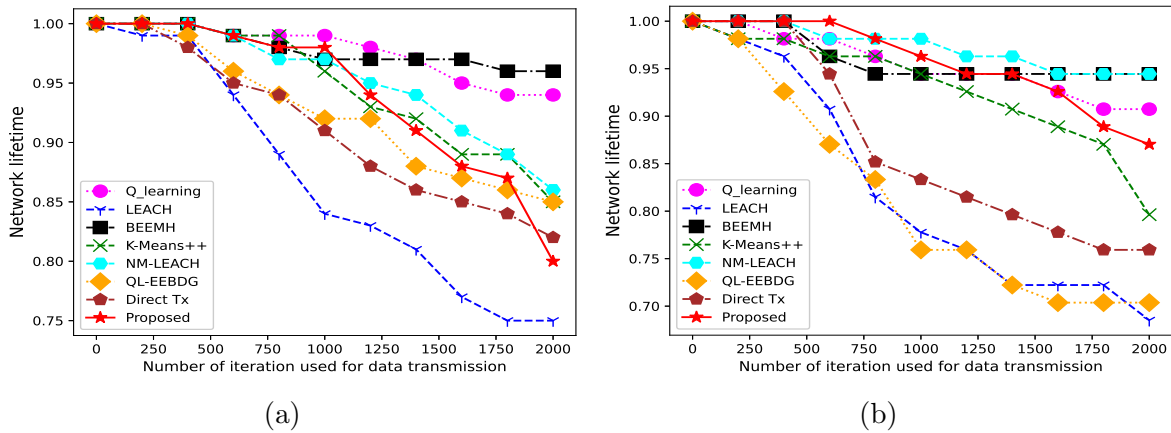 1.00
0.95
0.90
0.85
0.80
0.75
Network lifetime
Q_learning
LEACH
BEEMH
K-Means++
NM-LEACH
QL-EEBDG
Direct Tx
Proposed
0 250 500 750 1000 1250 1500 1750 2000
Number of iteration used for data transmission
(a)
1.00
0.95
0.90
0.85
0.80
0.75
0.70
Network lifetime
Q_learning
LEACH
BEEMH
K-Means++
NM-LEACH
QL-EEBDG
Direct Tx
Proposed
0 250 500 750 1000 1250 1500 1750 2000
Number of iteration used for data transmission
(b)